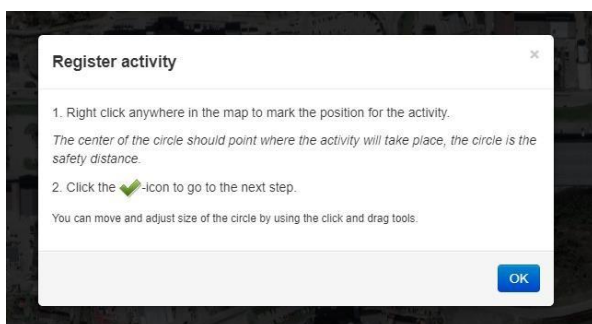 Register activity
×
1. Right click anywhere in the map to mark the position for the activity.
The center of the circle should point where the activity will take place, the circle is the
safety distance.
2. Click the -icon to go to the next step.
You can move and adjust size of the circle by using the click and drag tools.
OK